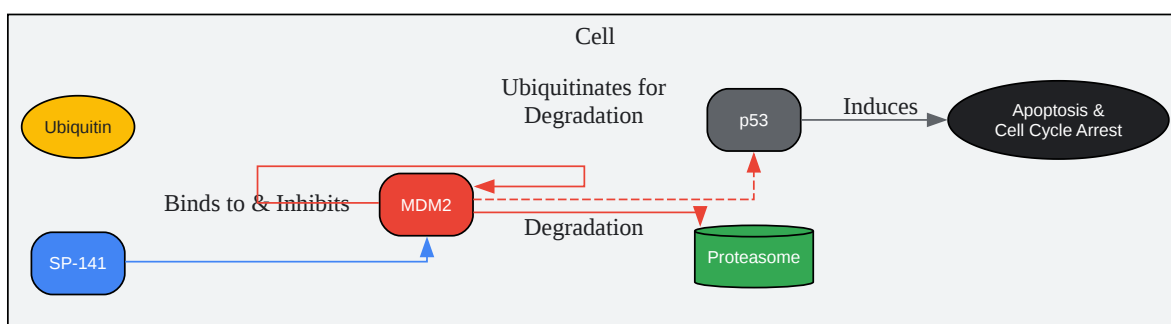 Cell
Ubiquitinates for
Degradation
Induces
Apoptosis &
Cell Cycle Arrest
Ubiquitin
p53
Binds to & Inhibits
MDM2
Degradation
SP-141
Proteasome